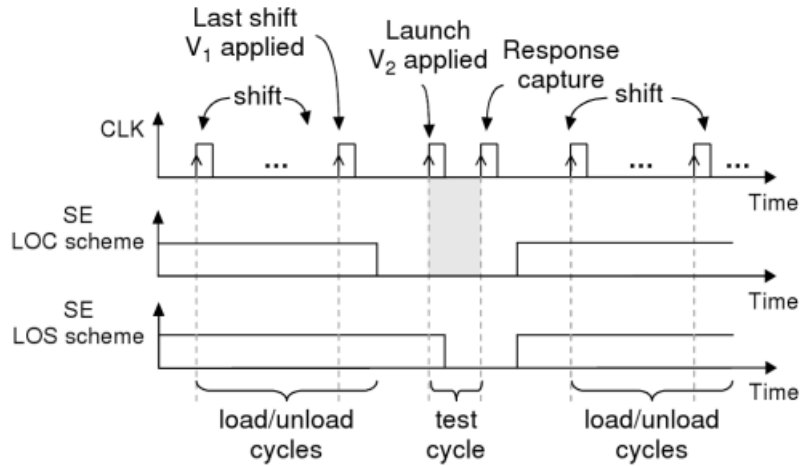 Last shift
V₁ applied
Launch
V₂ applied
Response
capture
shift
shift
CLK
...
...
...
Time
SE
LOC scheme
Time
SE
LOS scheme
Time
load/unload
cycles
test
cycle
load/unload
cycles